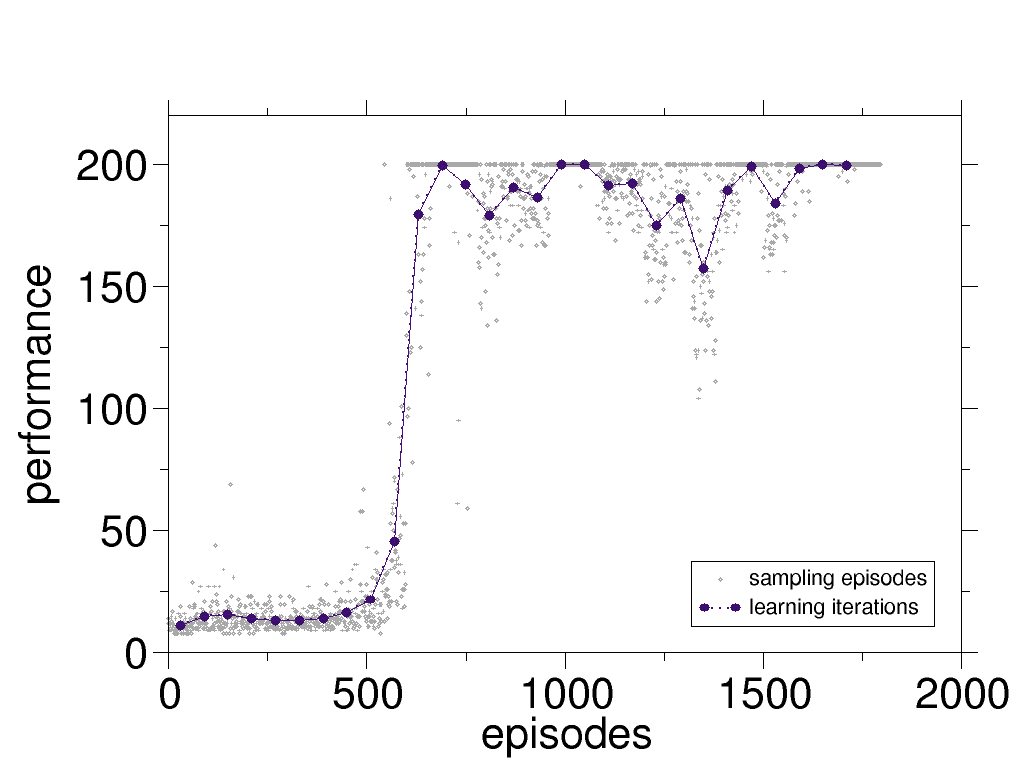 200
150
100
50
0
performance
sampling episodes
learning iterations
0 500 1000 1500 2000
episodes